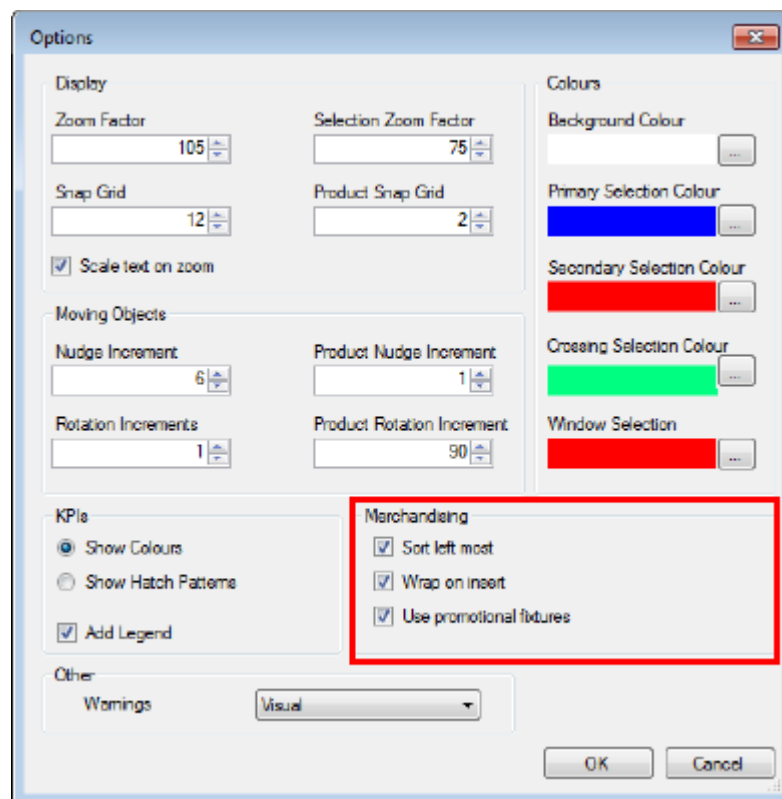 Options
Display
Zoom Factor
Selection Zoom Factor
105
75
Snap Grid
Product Snap Grid
12
2
Scale text on zoom
Moving Objects
Nudge Increment
Product Nudge Increment
6
1
Rotation Increments
Product Rotation Increment
1
90
Colours
Background Colour
...
Primary Selection Colour
...
Secondary Selection Colour
...
Crossing Selection Colour
...
Window Selection
...
KPIs
Show Colours
Show Hatch Patterns
Add Legend
Merchandising
Sort left most
Wrap on insert
Use promotional fixtures
Other
Warnings
Visual
OK
Cancel